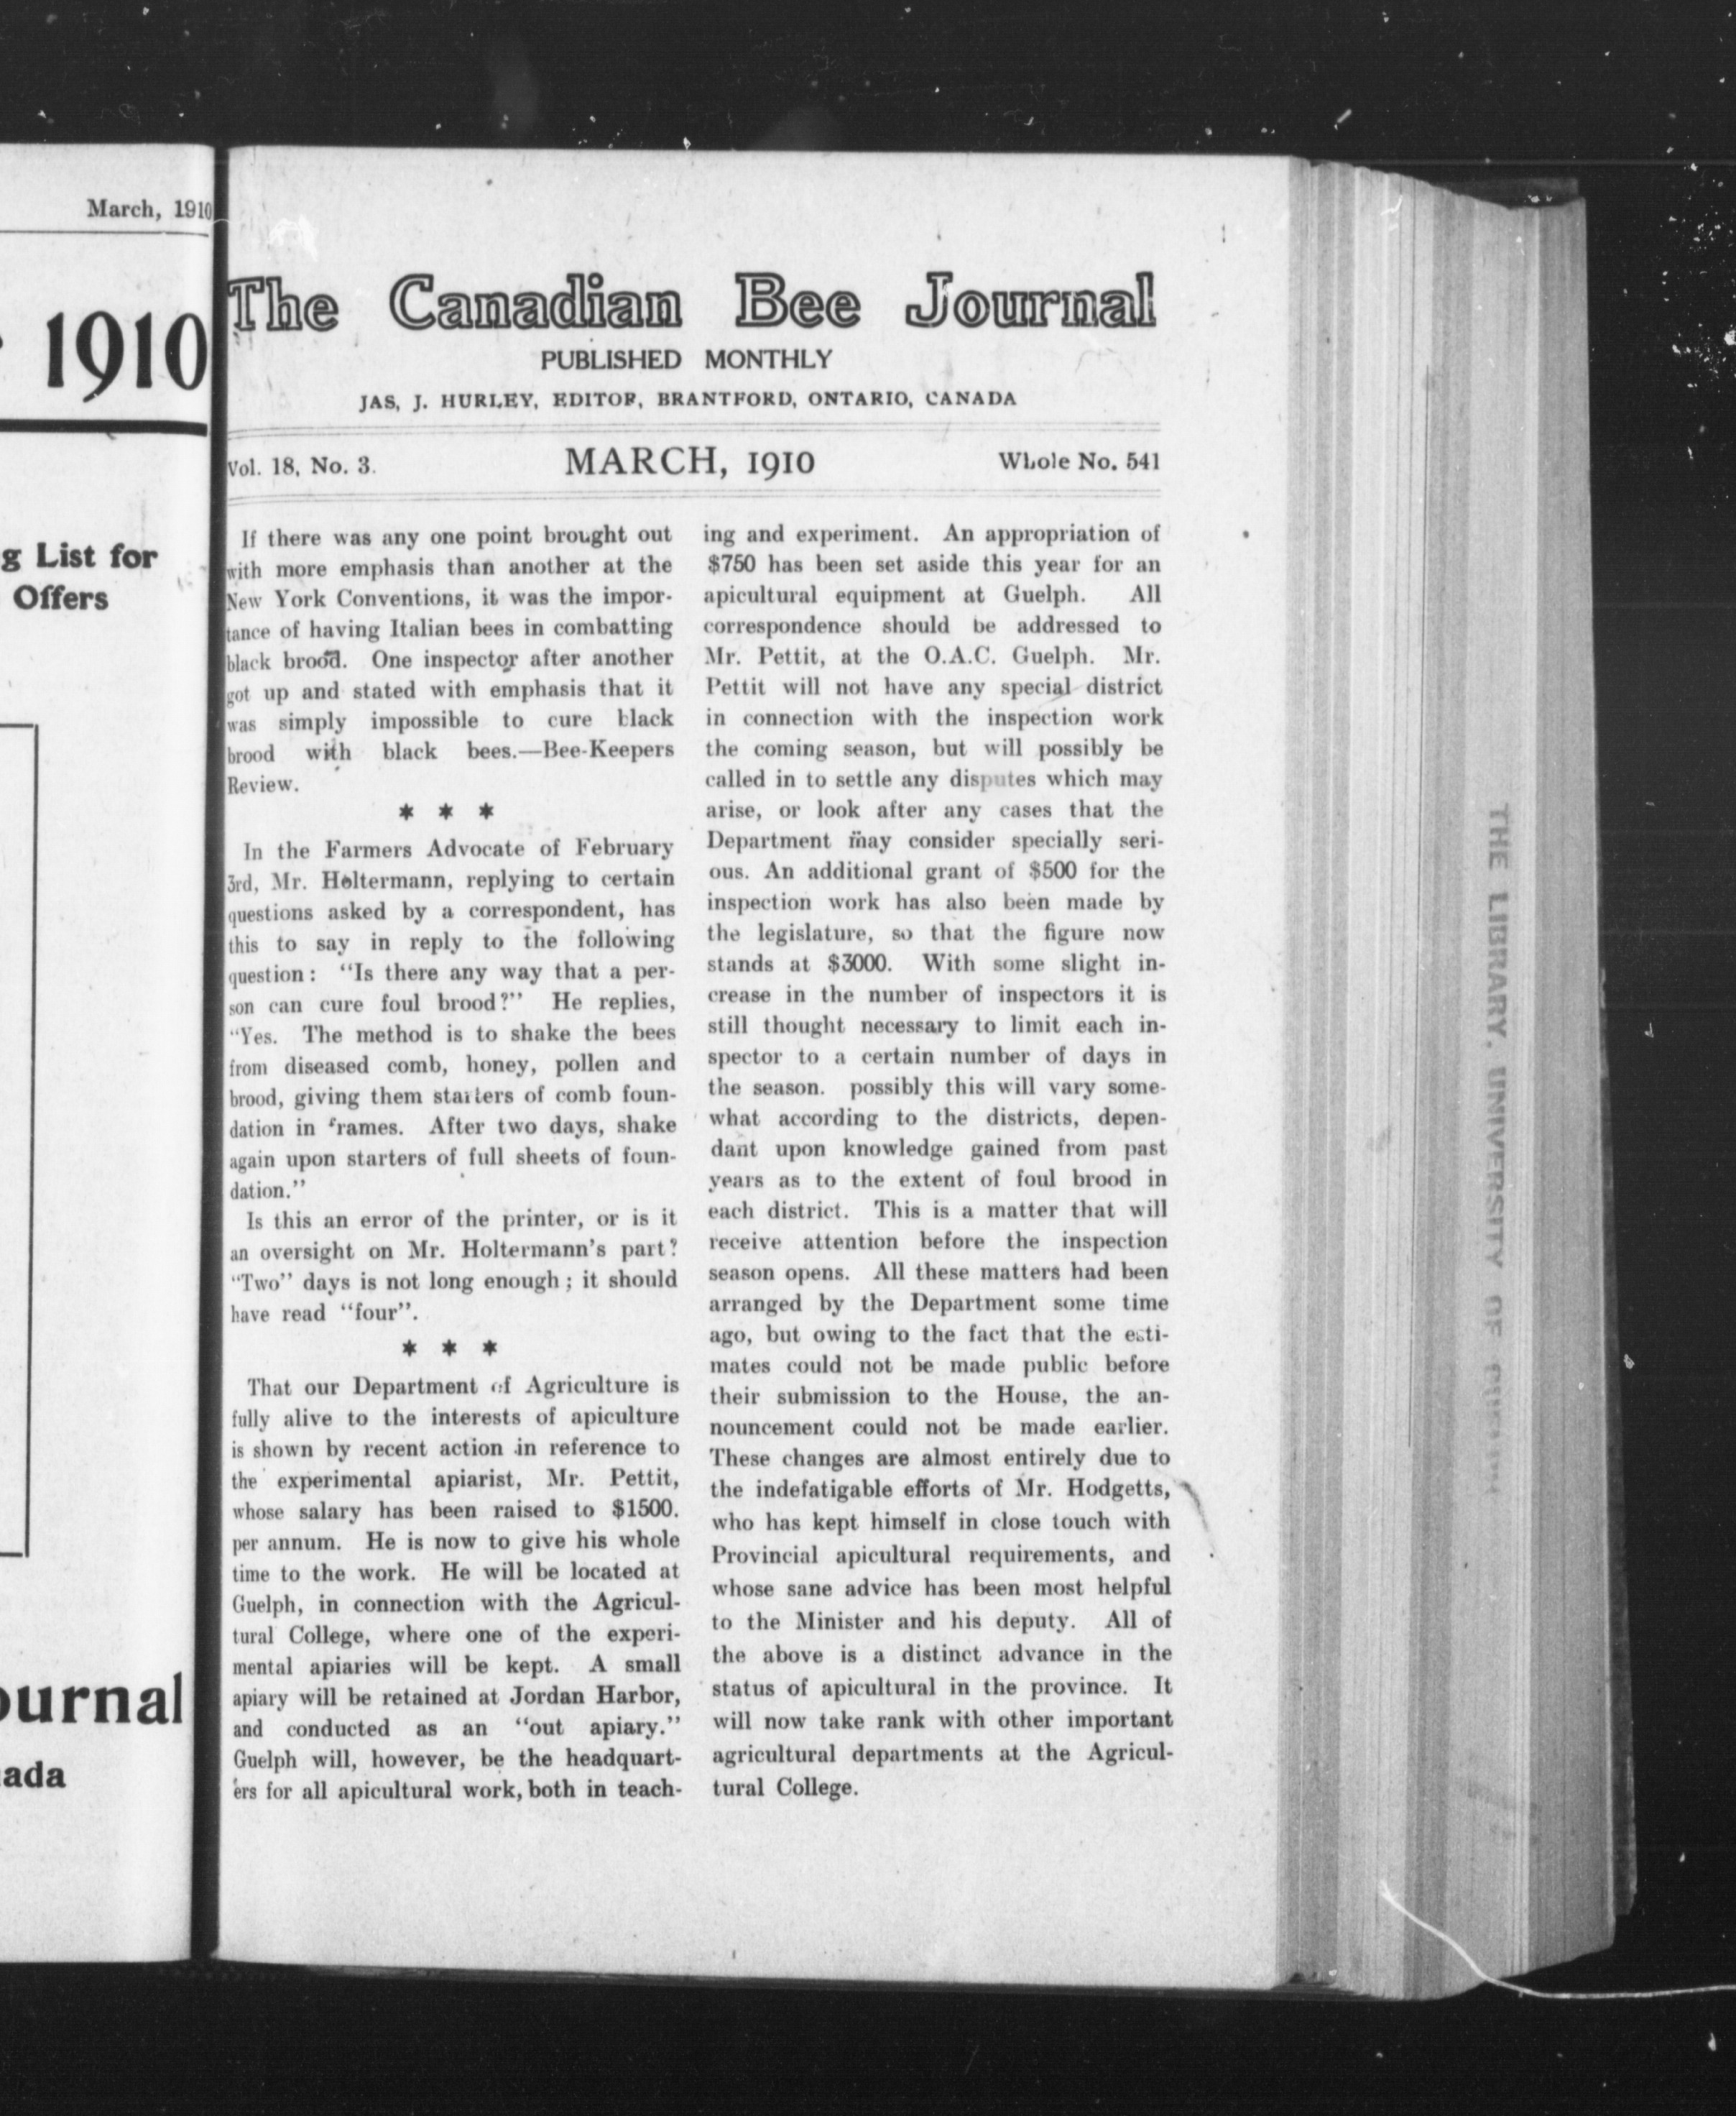 March, 1910
1910
g List for
Offers
ournal
ada
The Canadian Bee Journal
PUBLISHED MONTHLY
JAS, J. HURLEY, EDITOR, BRANTFORD, ONTARIO, CANADA
Vol. 18, No. 3.
MARCH, 1910
Whole No. 541
If there was any one point brought out
with more emphasis than another at the
New York Conventions, it was the impor-
tance of having Italian bees in combatting
black brood. One inspector after another
got up and stated with emphasis that it
was simply impossible to cure black
brood with black bees.—Bee-Keepers
Review.
* * *
In the Farmers Advocate of February
3rd, Mr. Holtermann, replying to certain
questions asked by a correspondent, has
this to say in reply to the following
question: "Is there any way that a per-
son can cure foul brood?" He replies,
"Yes. The method is to shake the bees
from diseased comb, honey, pollen and
brood, giving them starters of comb foun-
dation in frames. After two days, shake
again upon starters of full sheets of foun-
dation."
Is this an error of the printer, or is it
an oversight on Mr. Holtermann's part?
"Two" days is not long enough; it should
have read "four".
* * *
That our Department of Agriculture is
fully alive to the interests of apiculture
is shown by recent action in reference to
the experimental apiarist, Mr. Pettit,
whose salary has been raised to $1500.
per annum. He is now to give his whole
time to the work. He will be located at
Guelph, in connection with the Agricul-
tural College, where one of the experi-
mental apiaries will be kept. A small
apiary will be retained at Jordan Harbor,
and conducted as an "out apiary."
Guelph will, however, be the headquart-
ers for all apicultural work, both in teach-
ing and experiment. An appropriation of
$750 has been set aside this year for an
apicultural equipment at Guelph. All
correspondence should be addressed to
Mr. Pettit, at the O.A.C. Guelph. Mr.
Pettit will not have any special district
in connection with the inspection work
the coming season, but will possibly be
called in to settle any disputes which may
arise, or look after any cases that the
Department may consider specially seri-
ous. An additional grant of $500 for the
inspection work has also been made by
the legislature, so that the figure now
stands at $3000. With some slight in-
crease in the number of inspectors it is
still thought necessary to limit each in-
spector to a certain number of days in
the season. possibly this will vary some-
what according to the districts, depen-
dant upon knowledge gained from past
years as to the extent of foul brood in
each district. This is a matter that will
receive attention before the inspection
season opens. All these matters had been
arranged by the Department some time
ago, but owing to the fact that the esti-
mates could not be made public before
their submission to the House, the an-
nouncement could not be made earlier.
These changes are almost entirely due to
the indefatigable efforts of Mr. Hodgetts,
who has kept himself in close touch with
Provincial apicultural requirements, and
whose sane advice has been most helpful
to the Minister and his deputy. All of
the above is a distinct advance in the
status of apicultural in the province. It
will now take rank with other important
agricultural departments at the Agricul-
tural College.
THE LIBRARY, UNIVERSITY OF